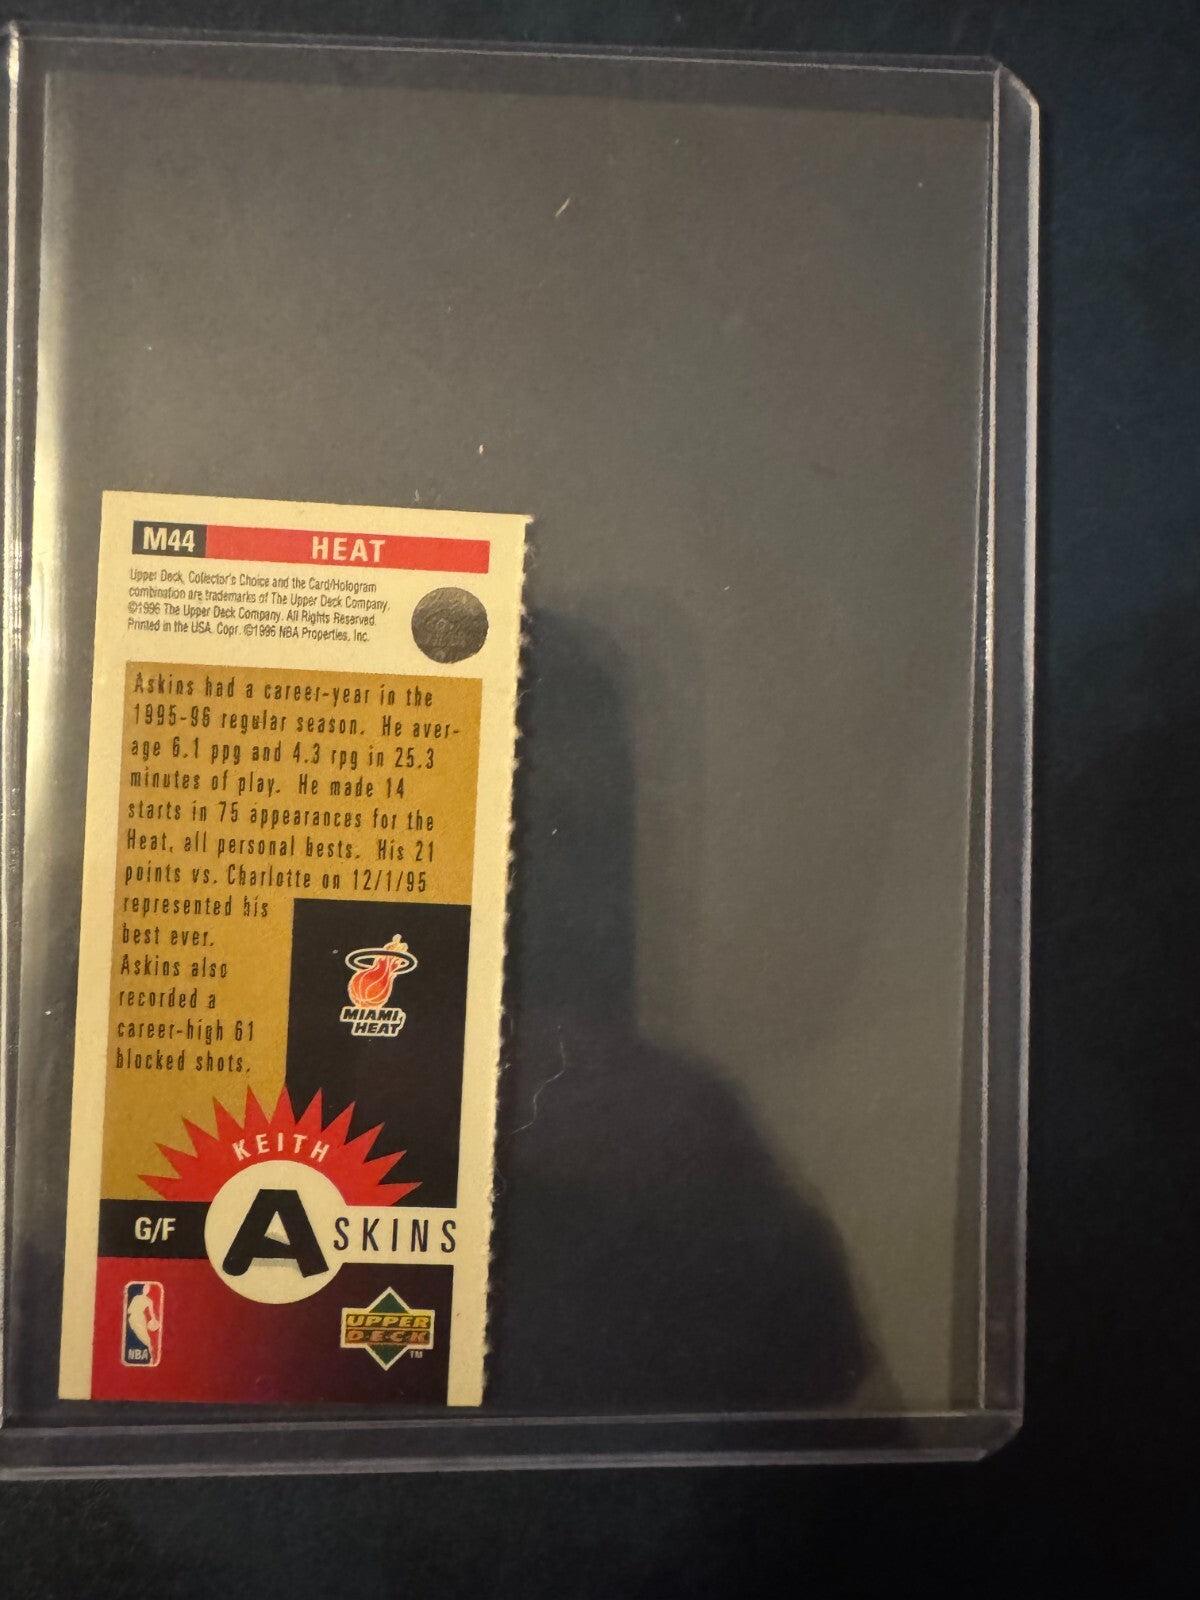 M44 HEAT
Upper Deck, Collector's Choice and the Card/Hologram
combination are trademarks of The Upper Deck Company.
©1996 The Upper Deck Company. All Rights Reserved.
Printed in the USA. Copr. ©1996 NBA Properties, Inc.
Askins had a career-year in the
1995-96 regular season. He aver-
age 6.1 ppg and 4.3 rpg in 25.3
minutes of play. He made 14
starts in 75 appearances for the
Heat, all personal bests. His 21
points vs. Charlotte on 12/1/95
represented his
best ever.
Askins also
recorded a
career-high 61
blocked shots.
MIAMI
HEAT
KEITH
G/F ASKINS
NBA
UPPER
DECK
TM